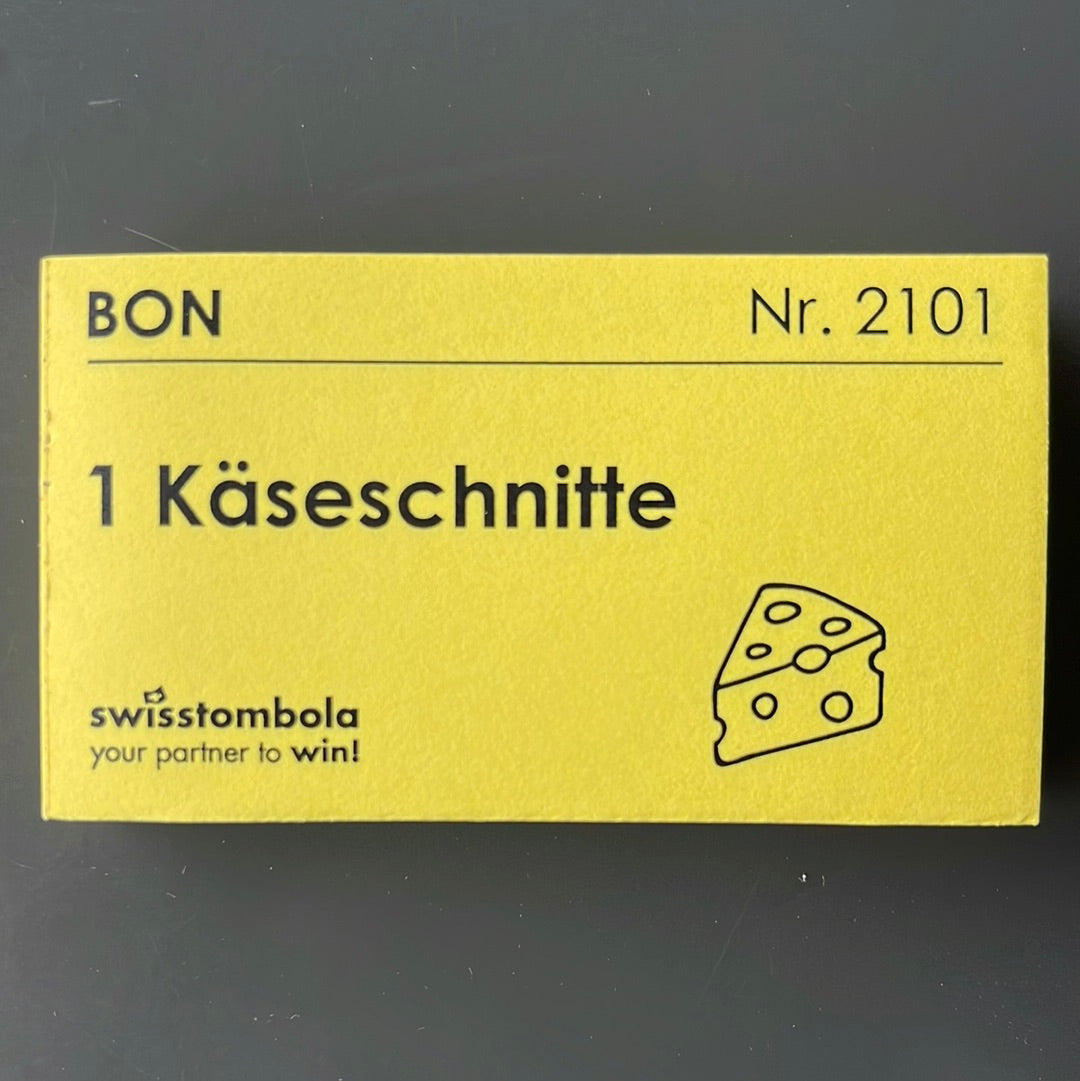 BON Nr. 2101
1 Käseschnitte
swisstombola
your partner to win!